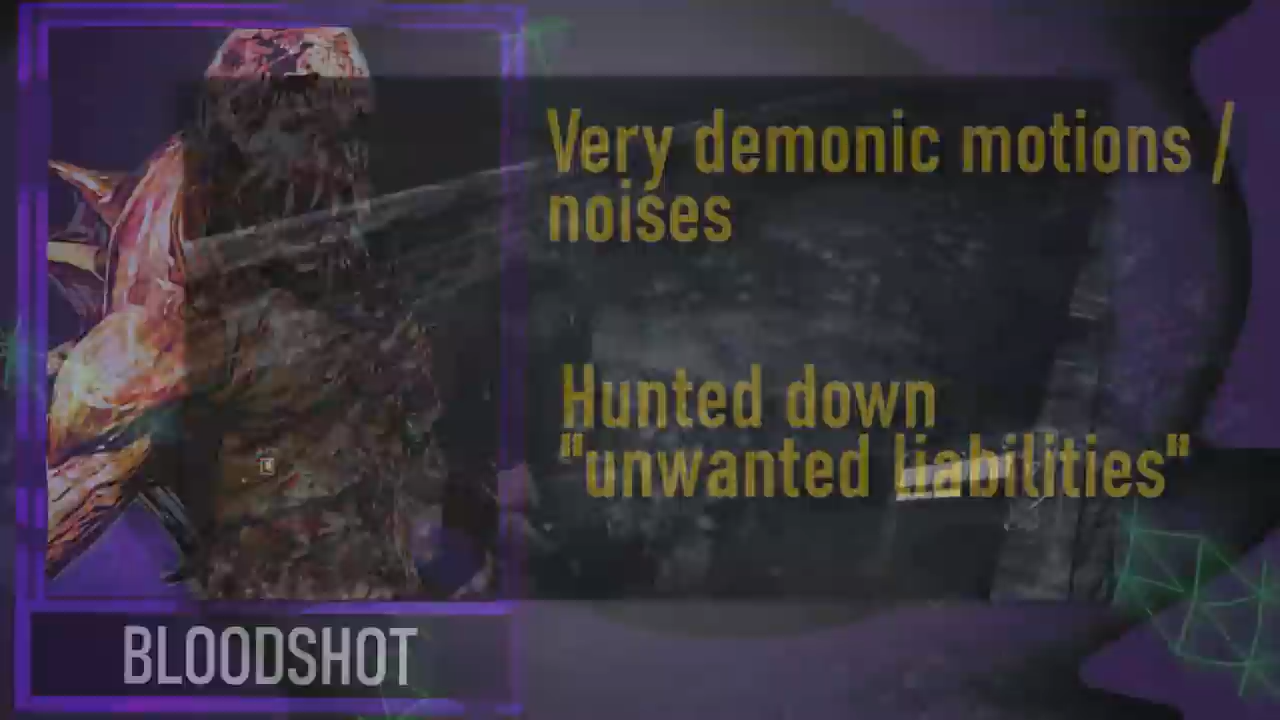 Very demonic motions /
noises
Hunted down
"unwanted liabilities"
BLOODSHOT